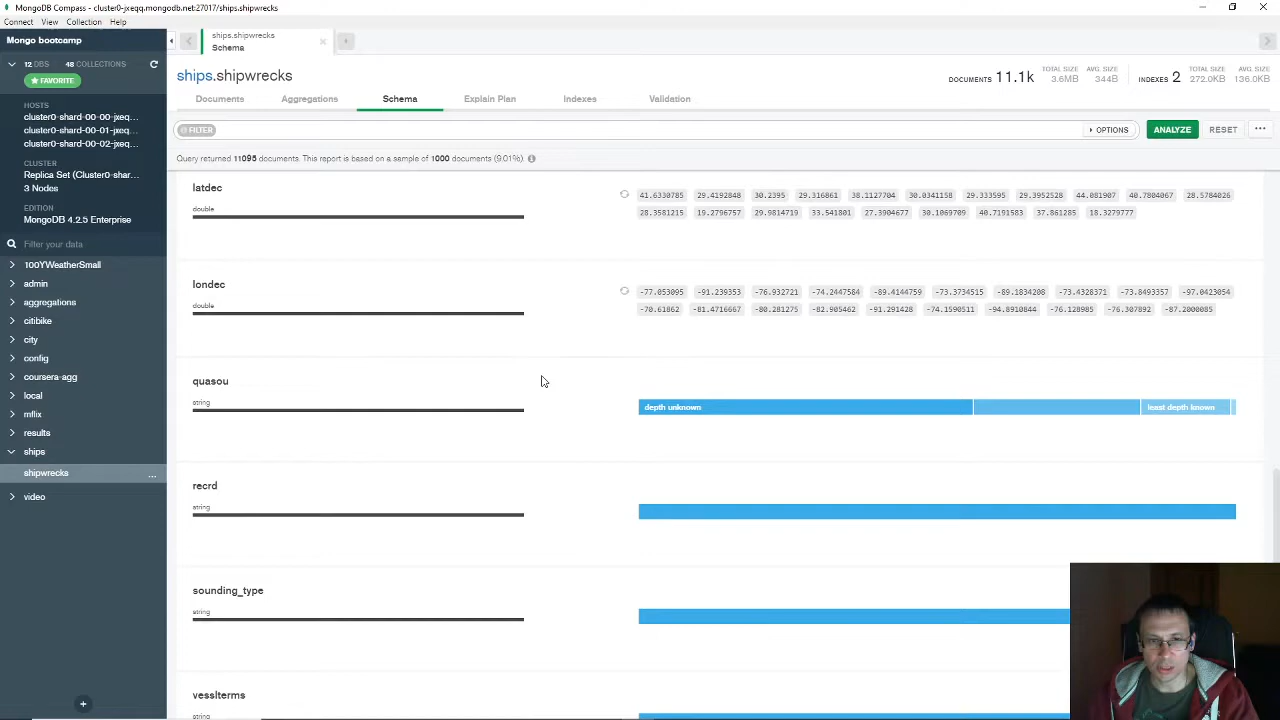 MongoDB Compass - cluster0-jxeqq.mongodb.net:27017/ships.shipwrecks
Connect View Collection Help
Mongo bootcamp
12 DBS 48 COLLECTIONS
FAVORITE
HOSTS
cluster0-shard-00-00-jxeq...
cluster0-shard-00-01-jxeq...
cluster0-shard-00-02-jxeq...
CLUSTER
Replica Set (Cluster0-shar...
3 Nodes
EDITION
MongoDB 4.2.5 Enterprise
Filter your data
100YWeatherSmall
admin
aggregations
citibike
city
config
coursera-agg
local
mflix
results
ships
shipwrecks ...
video
ships.shipwrecks
Schema
ships.shipwrecks
DOCUMENTS 11.1k TOTAL SIZE 3.6MB AVG. SIZE 344B INDEXES 2 TOTAL SIZE 272.0KB AVG. SIZE 136.0KB
Documents Aggregations Schema Explain Plan Indexes Validation
FILTER OPTIONS ANALYZE RESET ...
Query returned 11095 documents. This report is based on a sample of 1000 documents (9.01%).
latdec
double
41.6330785 29.4192848 30.2395 29.316861 38.1127704 30.0341158 29.333595 29.3952528 44.081907 40.7804067 28.5784026
28.3581215 19.2796757 29.9814719 33.541801 27.3904677 30.1069709 40.7191583 37.861285 18.3279777
londec
double
-77.053095 -91.239353 -76.932721 -74.2447584 -89.4144759 -73.3734515 -89.1834208 -73.4328371 -73.8493357 -97.0423054
-70.61862 -81.4716667 -80.281275 -82.905462 -91.291428 -74.1590511 -94.8910844 -76.128985 -76.307892 -87.2000085
quasou
string
depth unknown least depth known
recrd
string
sounding_type
string
vesslterms
string